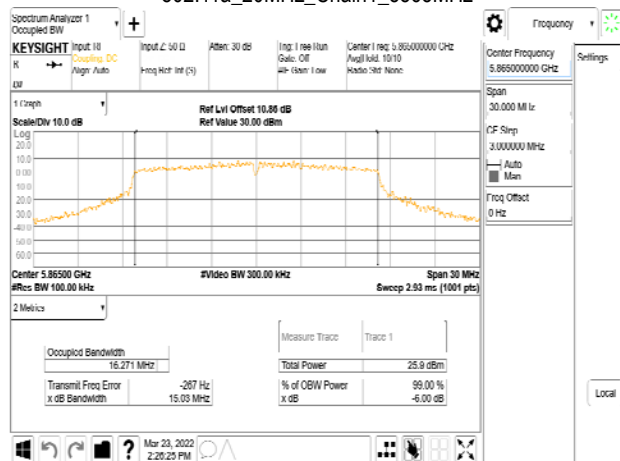 Spectrum Analyzer 1
Occupied BW
KEYSIGHT
Input: RF
Coupling: DC
Align: Auto
Input Z: 50 Ω
Freq Ref: Int (S)
Atten: 30 dB
Trig: Free Run
Gate: Off
#IF Gain: Low
Center Freq: 5.865000000 GHz
Avg|Hold: 10/10
Radio Std: None
1 Graph
Scale/Div 10.0 dB
Ref Lvl Offset 10.86 dB
Ref Value 30.00 dBm
Log
20.0
10.0
0.00
10.0
20.0
30.0
-40.0
50.0
60.0
Center 5.86500 GHz
#Res BW 100.00 kHz
#Video BW 300.00 kHz
Span 30 MHz
Sweep 2.93 ms (1001 pts)
2 Metrics
Measure Trace
Trace 1
Occupied Bandwidth
16.271 MHz
Total Power
25.9 dBm
Transmit Freq Error
-267 Hz
% of OBW Power
99.00 %
x dB Bandwidth
15.03 MHz
x dB
-6.00 dB
Mar 23, 2022
2:26:25 PM
Frequency
Center Frequency
5.865000000 GHz
Settings
Span
30.000 MHz
CF Step
3.000000 MHz
Auto
Man
Freq Offset
0 Hz
Local